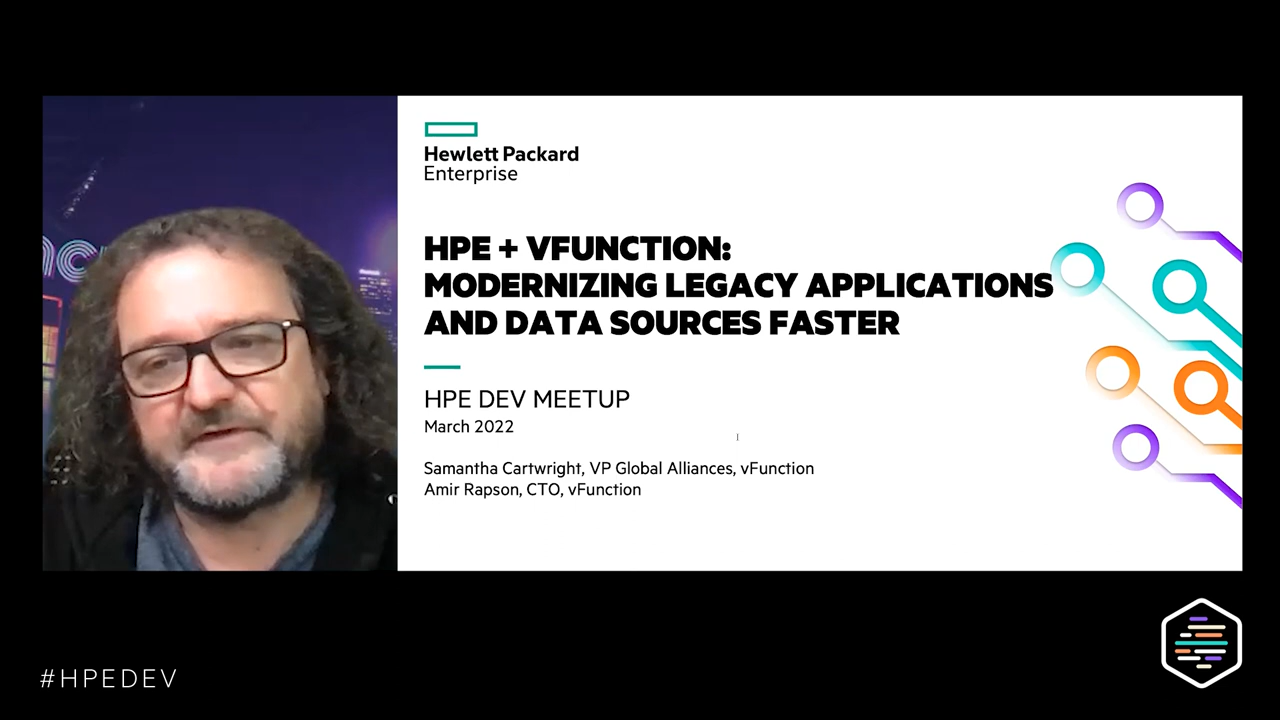 Hewlett Packard
Enterprise
HPE + VFUNCTION:
MODERNIZING LEGACY APPLICATIONS
AND DATA SOURCES FASTER
HPE DEV MEETUP
March 2022
Samantha Cartwright, VP Global Alliances, vFunction
Amir Rapson, CTO, vFunction
#HPEDEV